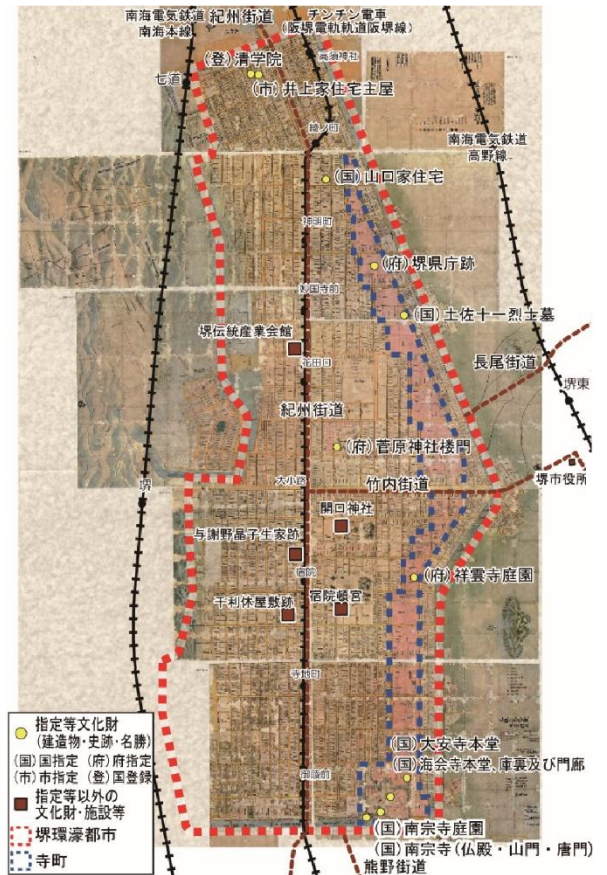 南海電気鉄道
南海本線
紀州街道
チンチン電車
(阪堺電軌軌道阪堺線)
高須神社
(登)清学院
七道
(市)井上家住宅主屋
綾ノ町
南海電気鉄道
高野線
(国)山口家住宅
神明町
(府)堺県庁跡
妙国寺前
(国)土佐十一烈士墓
堺伝統産業会館
花田口
長尾街道
堺東
紀州街道
(府)菅原神社楼門
大小路
竹内街道
堺市役所
堺
開口神社
与謝野晶子生家跡
宿院
(府)祥雲寺庭園
千利休屋敷跡
宿院頓宮
寺地町
(国)大安寺本堂
(国)海会寺本堂、庫裏及び門廊
御陵前
(国)南宗寺庭園
(国)南宗寺(仏殿・山門・唐門)
熊野街道
指定等文化財
(建造物・史跡・名勝)
(国)国指定 (府)府指定
(市)市指定 (登)国登録
指定等以外の
文化財・施設等
堺環濠都市
寺町